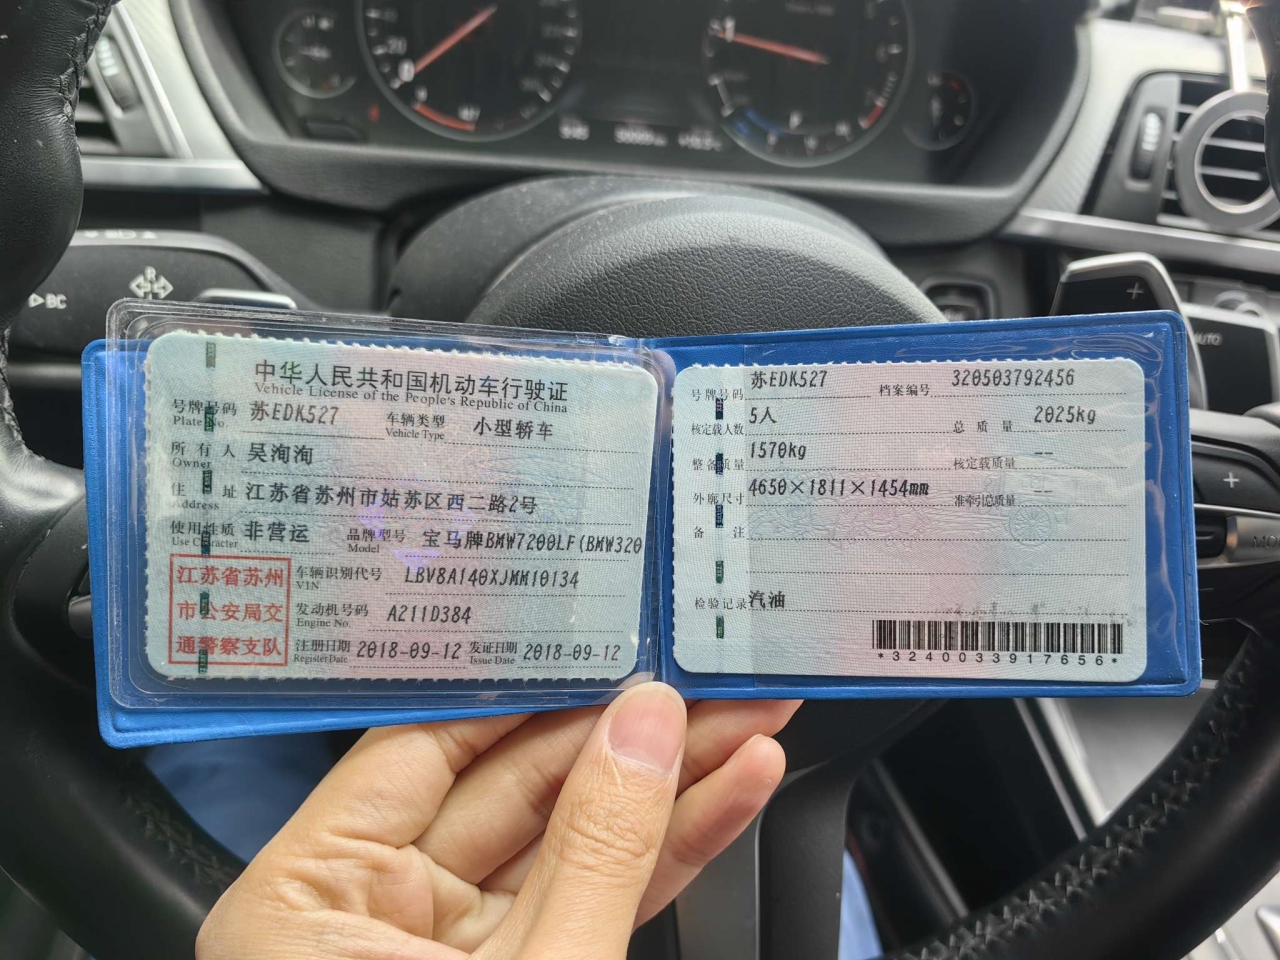 BC
AUTO
+
+
中华人民共和国机动车行驶证
Vehicle License of the People's Republic of China
号牌号码 苏EDK527 车辆类型 小型轿车
Plate No. Vehicle Type
所有人 吴洵洵
Owner
住址 江苏省苏州市姑苏区西二路2号
Address
使用性质 非营运 品牌型号 宝马牌BMW7200LF(BMW320
Use Character Model
江苏省苏州
市公安局交
通警察支队
车辆识别代号 LBV8A140XJMM10134
VIN
发动机号码 A211D384
Engine No.
注册日期 2018-09-12 发证日期 2018-09-12
Register Date Issue Date
号牌号码 苏EDK527 档案编号 320503792456
核定载人数 5人 总质量 2025kg
整备质量 1570kg 核定载质量 --
外廓尺寸 4650×1811×1454mm 准牵引总质量 --
备注
检验记录 汽油
*3240033917656*